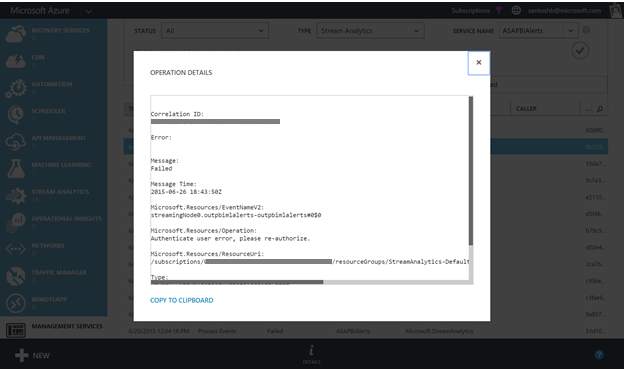 Microsoft Azure
Subscriptions
santoshb@microsoft.com
RECOVERY SERVICES
CDN
AUTOMATION
SCHEDULER
API MANAGEMENT
MACHINE LEARNING
STREAM ANALYTICS
OPERATIONAL INSIGHTS
NETWORKS
TRAFFIC MANAGER
REMOTEAPP
MANAGEMENT SERVICES
STATUS All
TYPE Stream Analytics
SERVICE NAME ASAPBIAlerts
CALLER
OPERATION DETAILS
Correlation ID:
Error:
Message:
Failed
Message Time:
2015-06-26 18:43:50Z
Microsoft.Resources/EventNameV2:
streamingNode0.outpbimlalerts-outpbimlalerts#0$0
Microsoft.Resources/Operation:
Authenticate user error, please re-authorize.
Microsoft.Resources/ResourceUri:
/subscriptions/ /resourceGroups/StreamAnalytics-Default
Type:
COPY TO CLIPBOARD
6/20/2015 12:04:18 PM Process Events Failed ASAPBIAlerts Microsoft.StreamAnalytics
NEW
DETAILS